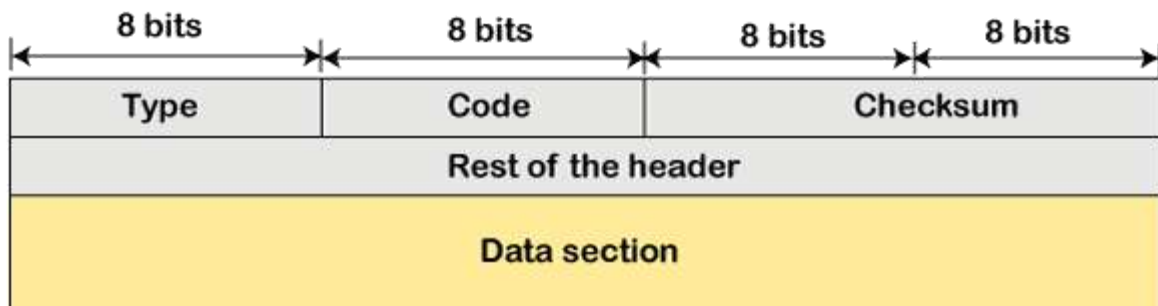 8 bits 8 bits 8 bits 8 bits
Type Code Checksum
Rest of the header
Data section